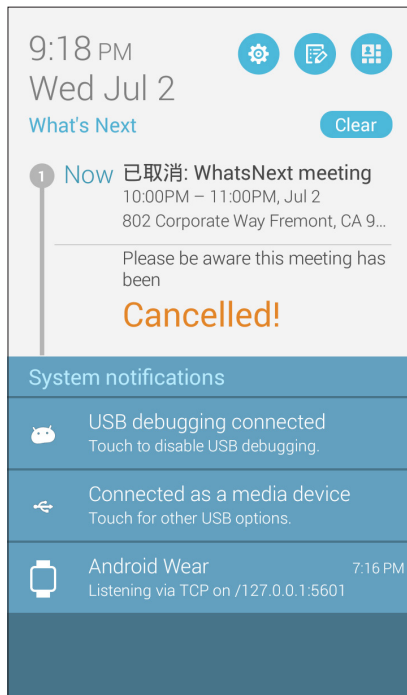 9:18 PM
Wed Jul 2
What's Next
Clear
1 Now 已取消: WhatsNext meeting
10:00PM – 11:00PM, Jul 2
802 Corporate Way Fremont, CA 9...
Please be aware this meeting has
been
Cancelled!
System notifications
USB debugging connected
Touch to disable USB debugging.
Connected as a media device
Touch for other USB options.
Android Wear 7:16 PM
Listening via TCP on /127.0.0.1:5601